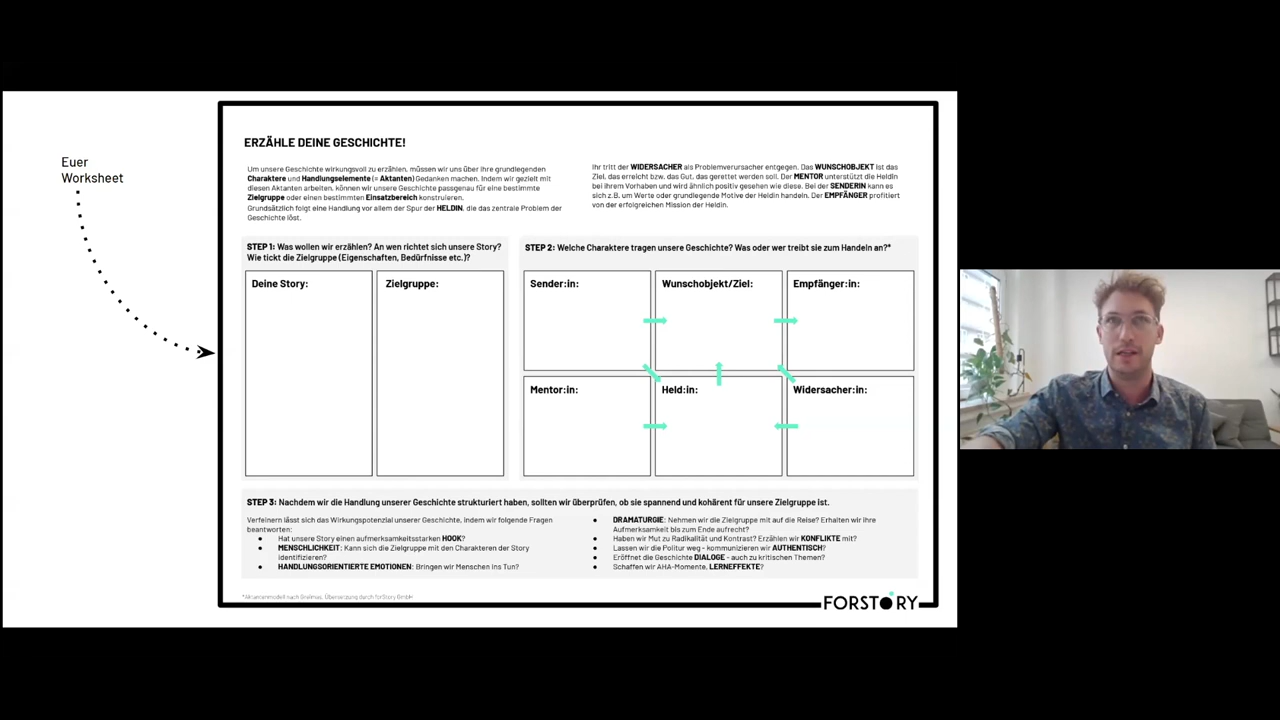 Euer
Worksheet
ERZÄHLE DEINE GESCHICHTE!
Um unsere Geschichte wirkungsvoll zu erzählen, müssen wir uns über ihre grundlegenden
Charaktere und Handlungselemente (= Aktanten) Gedanken machen. Indem wir gezielt mit
diesen Aktanten arbeiten, können wir unsere Geschichte passgenau für eine bestimmte
Zielgruppe oder einen bestimmten Einsatzbereich konstruieren.
Grundsätzlich folgt eine Handlung vor allem der Spur der HELDIN, die das zentrale Problem der
Geschichte löst.
Ihr tritt der WIDERSACHER als Problemverursacher entgegen. Das WUNSCHOBJEKT ist das
Ziel, das erreicht bzw. das Gut, das gerettet werden soll. Der MENTOR unterstützt die Heldin
bei ihrem Vorhaben und wird ähnlich positiv gesehen wie diese. Bei der SENDERIN kann es
sich z.B. um Werte oder grundlegende Motive der Heldin handeln. Der EMPFÄNGER profitiert
von der erfolgreichen Mission der Heldin.
STEP 1: Was wollen wir erzählen? An wen richtet sich unsere Story?
Wie tickt die Zielgruppe (Eigenschaften, Bedürfnisse etc.)?
Deine Story:
Zielgruppe:
STEP 2: Welche Charaktere tragen unsere Geschichte? Was oder wer treibt sie zum Handeln an?*
Sender:in:
Wunschobjekt/Ziel:
Empfänger:in:
Mentor:in:
Held:in:
Widersacher:in:
STEP 3: Nachdem wir die Handlung unserer Geschichte strukturiert haben, sollten wir überprüfen, ob sie spannend und kohärent für unsere Zielgruppe ist.
Verfeinern lässt sich das Wirkungspotenzial unserer Geschichte, indem wir folgende Fragen
beantworten:
● Hat unsere Story einen aufmerksamkeitsstarken HOOK?
● MENSCHLICHKEIT: Kann sich die Zielgruppe mit den Charakteren der Story
identifizieren?
● HANDLUNGSORIENTIERTE EMOTIONEN: Bringen wir Menschen ins Tun?
● DRAMATURGIE: Nehmen wir die Zielgruppe mit auf die Reise? Erhalten wir ihre
Aufmerksamkeit bis zum Ende aufrecht?
● Haben wir Mut zu Radikalität und Kontrast? Erzählen wir KONFLIKTE mit?
● Lassen wir die Politur weg - kommunizieren wir AUTHENTISCH?
● Eröffnet die Geschichte DIALOGE - auch zu kritischen Themen?
● Schaffen wir AHA-Momente, LERNEFFEKTE?
*Aktantenmodell nach Greimas, Übersetzung durch forStory GmbH
FORSTORY